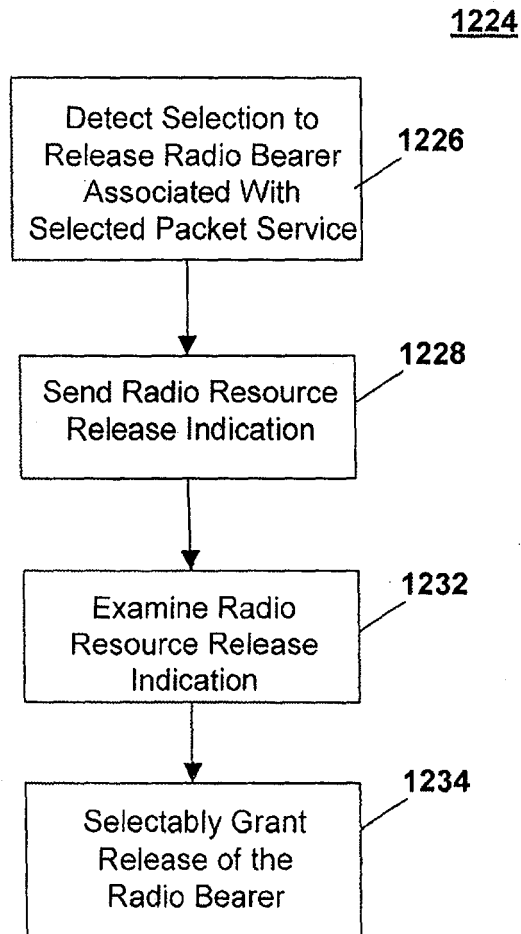 1224
Detect Selection to
Release Radio Bearer
Associated With
Selected Packet Service
1226
Send Radio Resource
Release Indication
1228
Examine Radio
Resource Release
Indication
1232
Selectably Grant
Release of the
Radio Bearer
1234